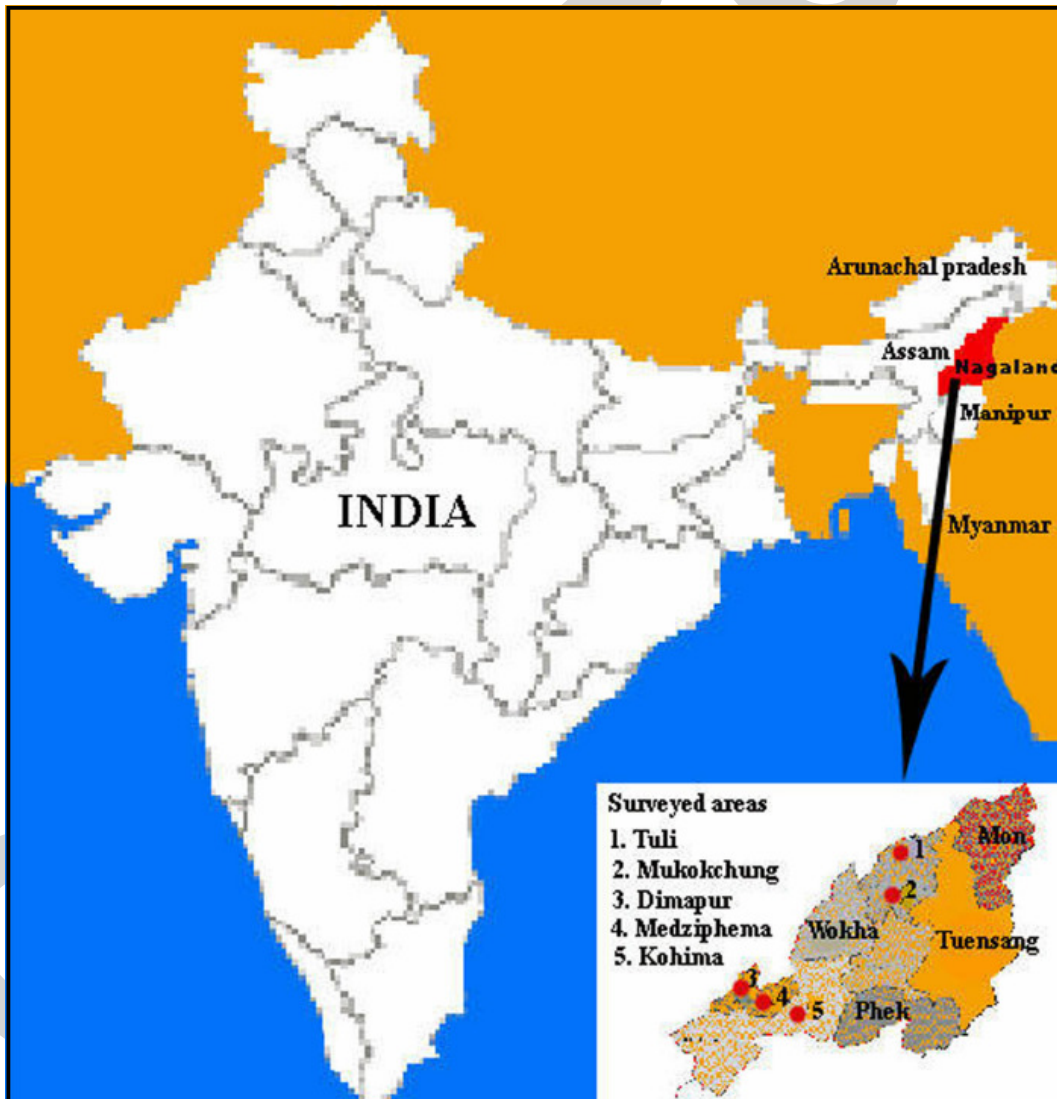 Arunachal pradesh
Assam
Nagaland
Manipur
INDIA
Myanmar
Surveyed areas
1. Tuli
2. Mukokchung
3. Dimapur
4. Medziphema
5. Kohima
Mon
1
2
Wokha
Tuensang
3
4
5
Phek